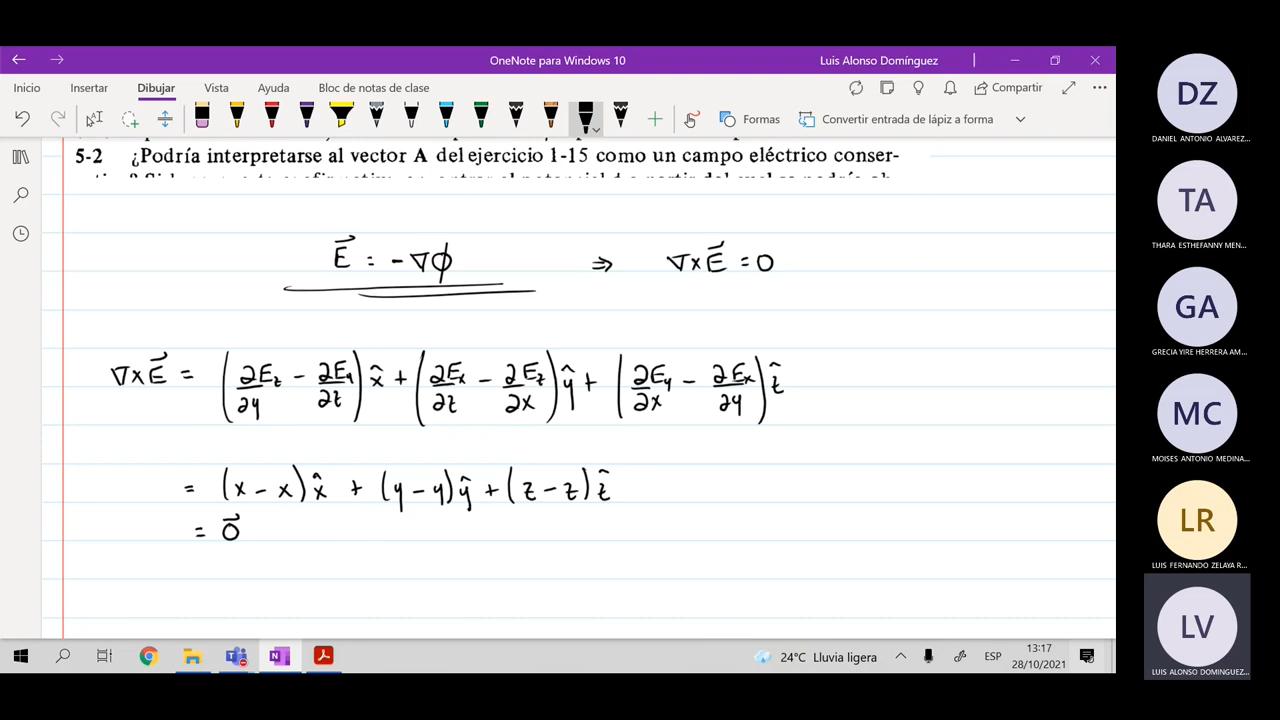 OneNote para Windows 10
Luis Alonso Domínguez
Inicio Insertar Dibujar Vista Ayuda Bloc de notas de clase
Compartir
Formas
Convertir entrada de lápiz a forma
5-2 ¿Podría interpretarse al vector A del ejercicio 1-15 como un campo eléctrico conser-
E⃗ = -∇ϕ ⇒ ∇×E⃗ = 0
∇×E⃗ = (∂E_z/∂y - ∂E_y/∂z) x̂ + (∂E_x/∂z - ∂E_z/∂x) ŷ + (∂E_y/∂x - ∂E_x/∂y) ẑ
= (x - x) x̂ + (y - y) ŷ + (z - z) ẑ
= 0⃗
DZ
DANIEL ANTONIO ALVAREZ...
TA
THARA ESTHEFANNY MEN...
GA
GRECIA YIRE HERRERA AM...
MC
MOISES ANTONIO MEDINA...
LR
LUIS FERNANDO ZELAYA R...
LV
LUIS ALONSO DOMINGUEZ...
24°C Lluvia ligera
ESP
13:17
28/10/2021